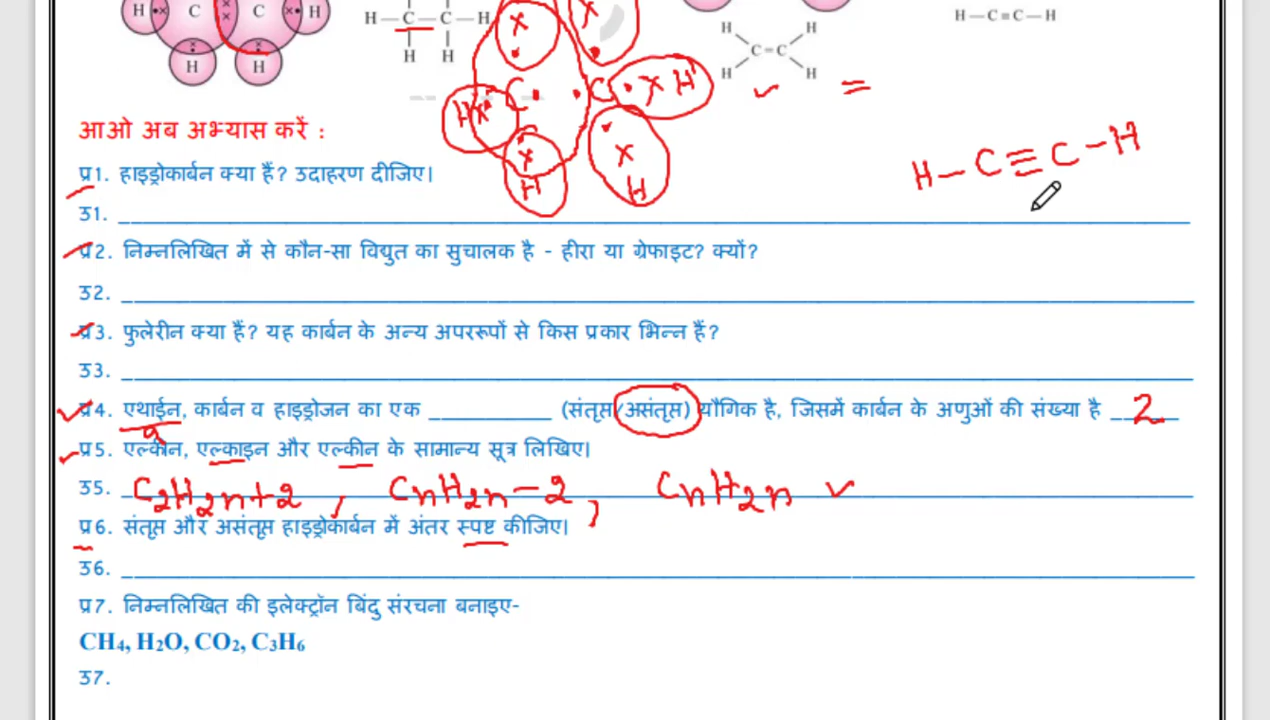 H C C H H—C—C—H H—C≡C—H
H H H H H H
C=C
H H
C C X H
H X
H H
H—C≡C—H
आओ अब अभ्यास करें :
प्र1. हाइड्रोकार्बन क्या हैं? उदाहरण दीजिए।
उ1.
प्र2. निम्नलिखित में से कौन-सा विद्युत का सुचालक है - हीरा या ग्रेफाइट? क्यों?
उ2.
प्र3. फुलेरीन क्या हैं? यह कार्बन के अन्य अपररूपों से किस प्रकार भिन्न हैं?
उ3.
प्र4. एथाईन, कार्बन व हाइड्रोजन का एक __________ (संतृप्त/असंतृप्त) यौगिक है, जिसमें कार्बन के अणुओं की संख्या है 2
प्र5. एल्कीन, एल्काइन और एल्कीन के सामान्य सूत्र लिखिए।
उ5. C2H2n+2, CnH2n-2, CnH2n ✓
प्र6. संतृप्त और असंतृप्त हाइड्रोकार्बन में अंतर स्पष्ट कीजिए।
उ6.
प्र7. निम्नलिखित की इलेक्ट्रॉन बिंदु संरचना बनाइए-
CH4, H2O, CO2, C3H6
उ7.